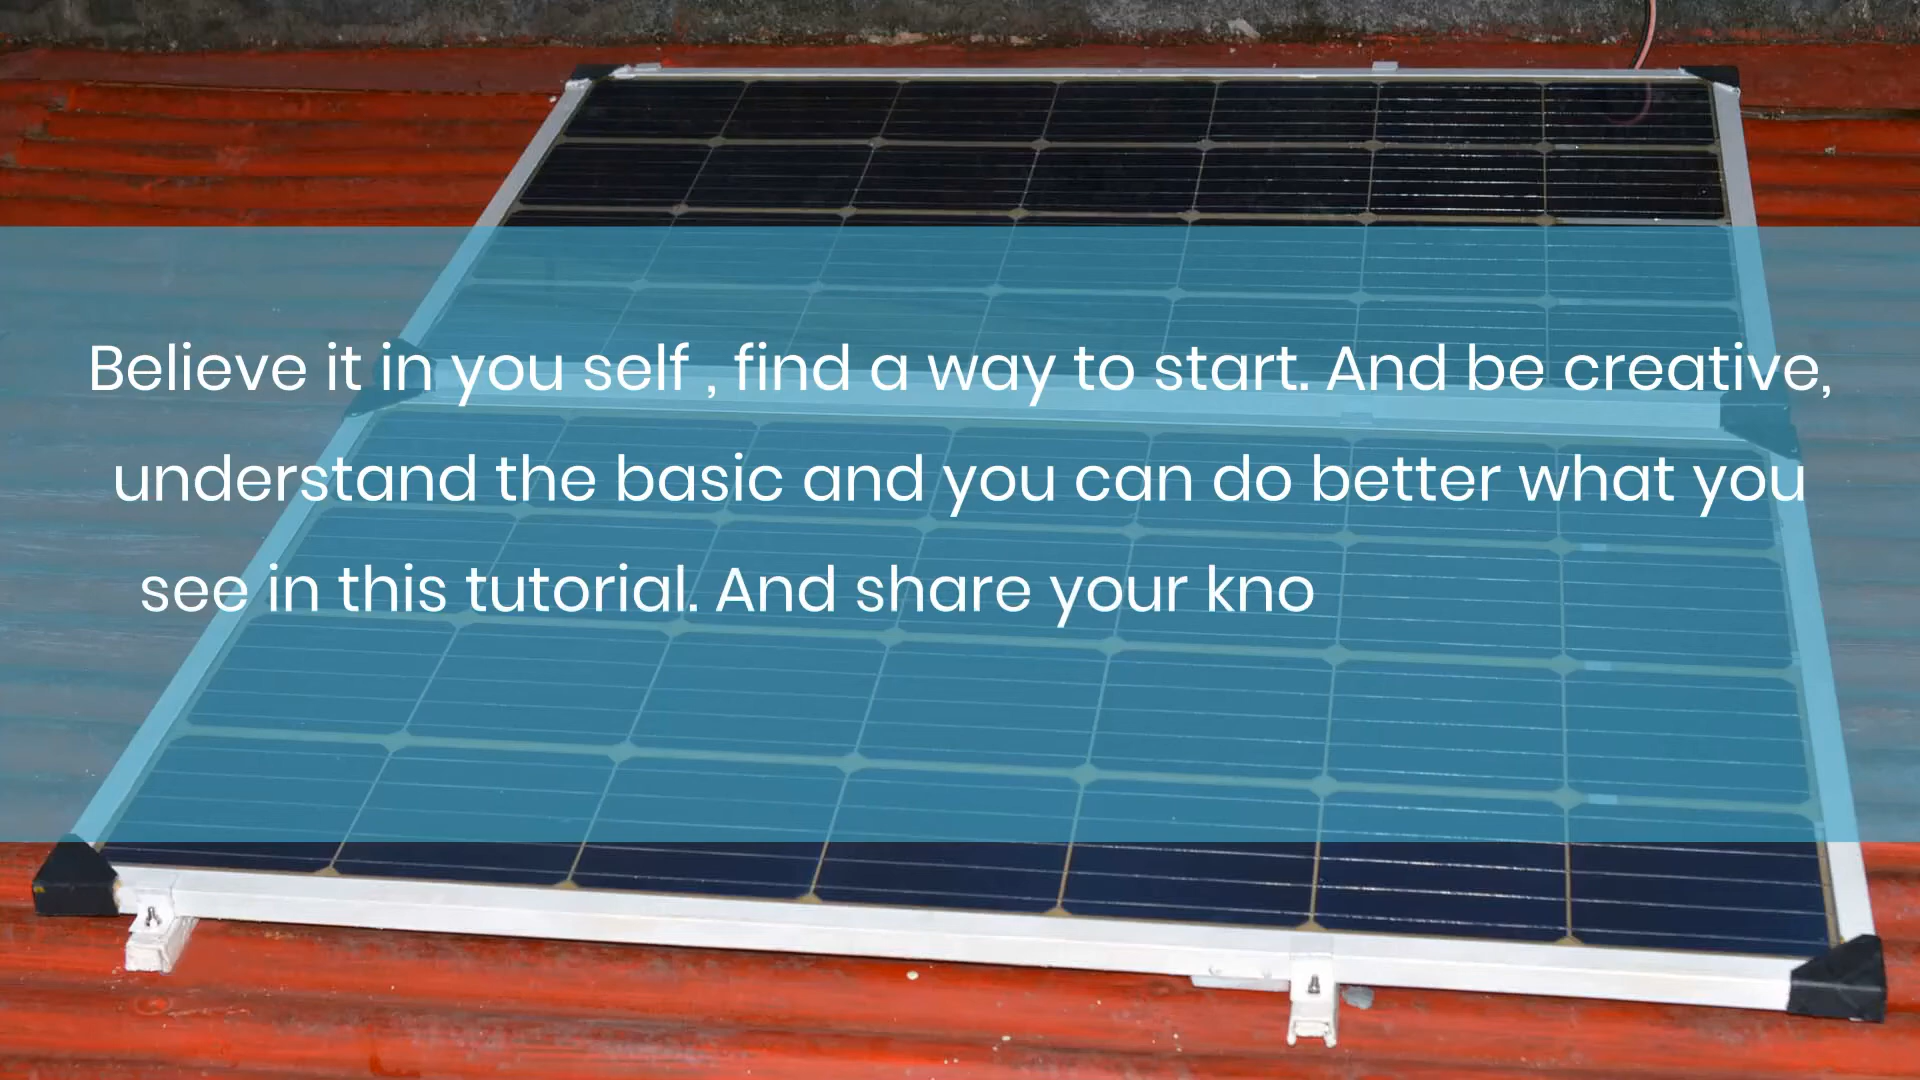 Believe it in you self , find a way to start. And be creative,
understand the basic and you can do better what you
see in this tutorial. And share your kno